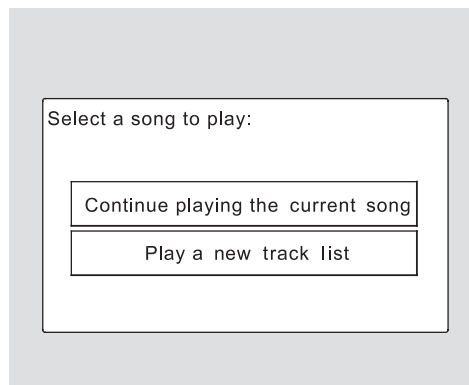 Select a song to play:
Continue playing the current song
Play a new track list